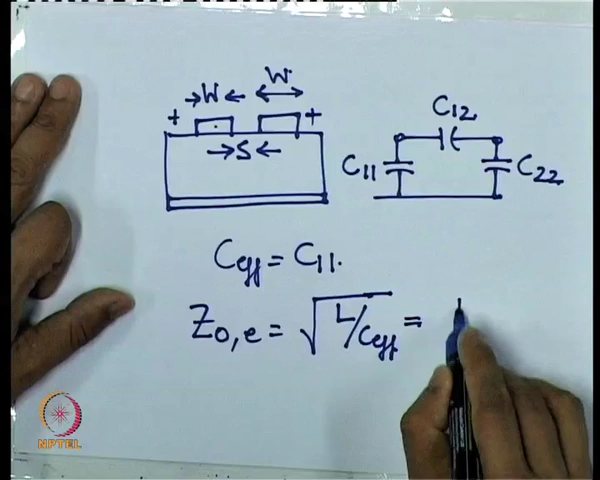 W W
+ +
S
C12
C11 C22
Ceff = C11.
Z0,e = √L/Ceff =
NPTEL